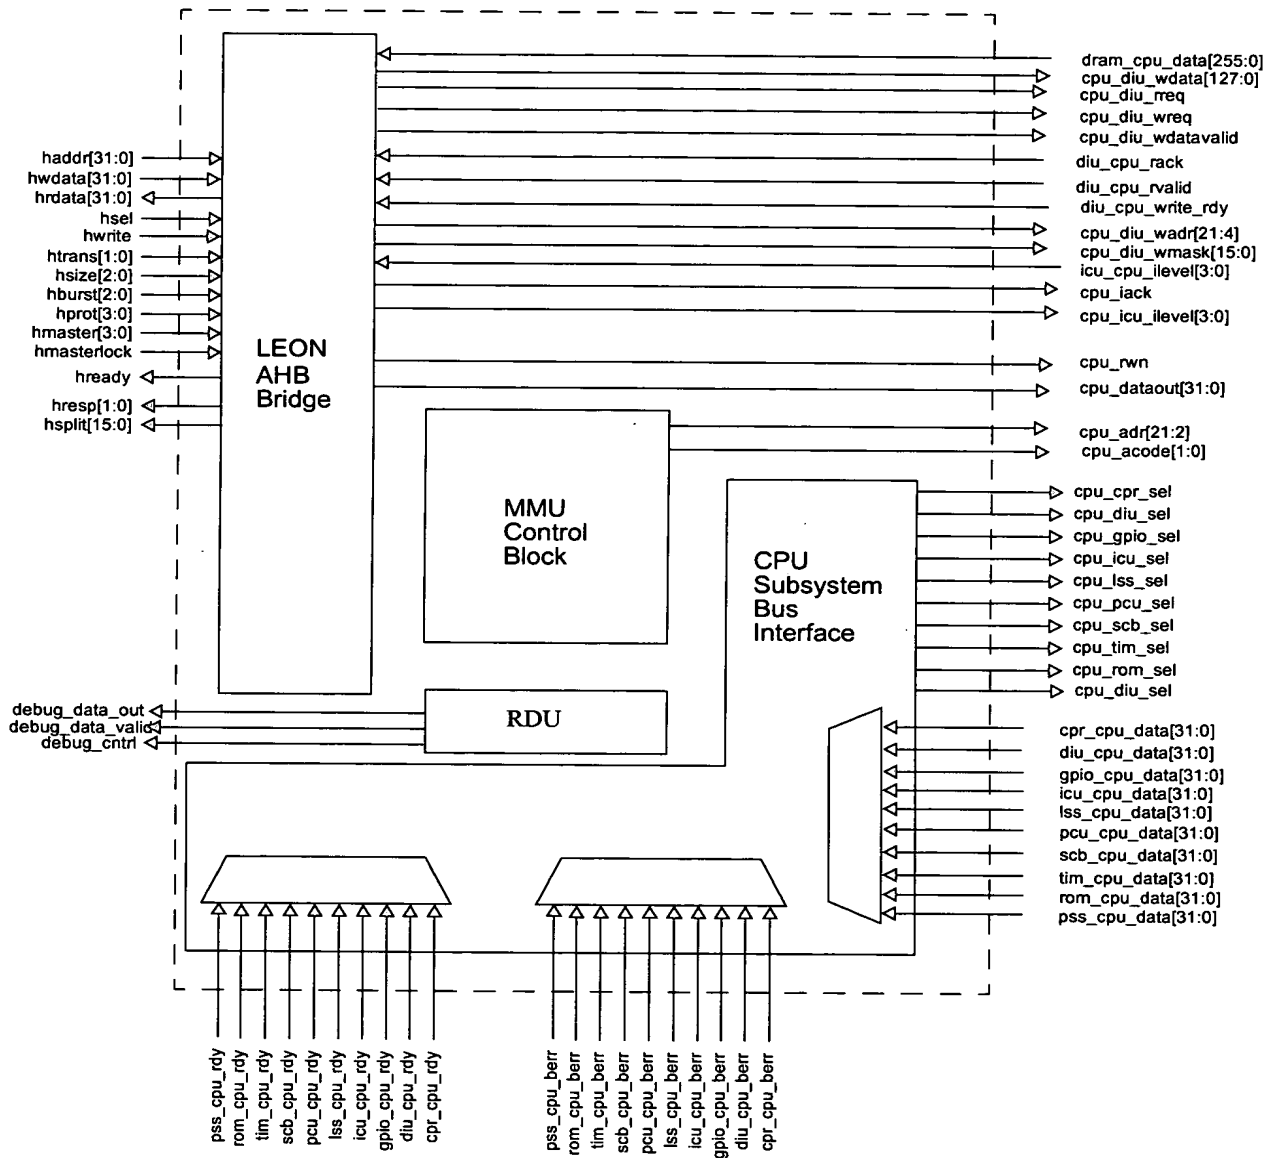 haddr[31:0]
hwdata[31:0]
hrdata[31:0]
hsel
hwrite
htrans[1:0]
hsize[2:0]
hburst[2:0]
hprot[3:0]
hmaster[3:0]
hmasterlock
hready
hresp[1:0]
hsplit[15:0]
LEON
AHB
Bridge
dram_cpu_data[255:0]
cpu_diu_wdata[127:0]
cpu_diu_rreq
cpu_diu_wreq
cpu_diu_wdatavalid
diu_cpu_rack
diu_cpu_rvalid
diu_cpu_write_rdy
cpu_diu_wadr[21:4]
cpu_diu_wmask[15:0]
icu_cpu_ilevel[3:0]
cpu_iack
cpu_icu_ilevel[3:0]
cpu_rwn
cpu_dataout[31:0]
cpu_adr[21:2]
cpu_acode[1:0]
MMU
Control
Block
CPU
Subsystem
Bus
Interface
cpu_cpr_sel
cpu_diu_sel
cpu_gpio_sel
cpu_icu_sel
cpu_lss_sel
cpu_pcu_sel
cpu_scb_sel
cpu_tim_sel
cpu_rom_sel
cpu_diu_sel
debug_data_out
debug_data_valid
debug_cntrl
RDU
cpr_cpu_data[31:0]
diu_cpu_data[31:0]
gpio_cpu_data[31:0]
icu_cpu_data[31:0]
lss_cpu_data[31:0]
pcu_cpu_data[31:0]
scb_cpu_data[31:0]
tim_cpu_data[31:0]
rom_cpu_data[31:0]
pss_cpu_data[31:0]
pss_cpu_rdy
rom_cpu_rdy
tim_cpu_rdy
scb_cpu_rdy
pcu_cpu_rdy
lss_cpu_rdy
icu_cpu_rdy
gpio_cpu_rdy
diu_cpu_rdy
cpr_cpu_rdy
pss_cpu_berr
rom_cpu_berr
tim_cpu_berr
scb_cpu_berr
pcu_cpu_berr
lss_cpu_berr
icu_cpu_berr
gpio_cpu_berr
diu_cpu_berr
cpr_cpu_berr